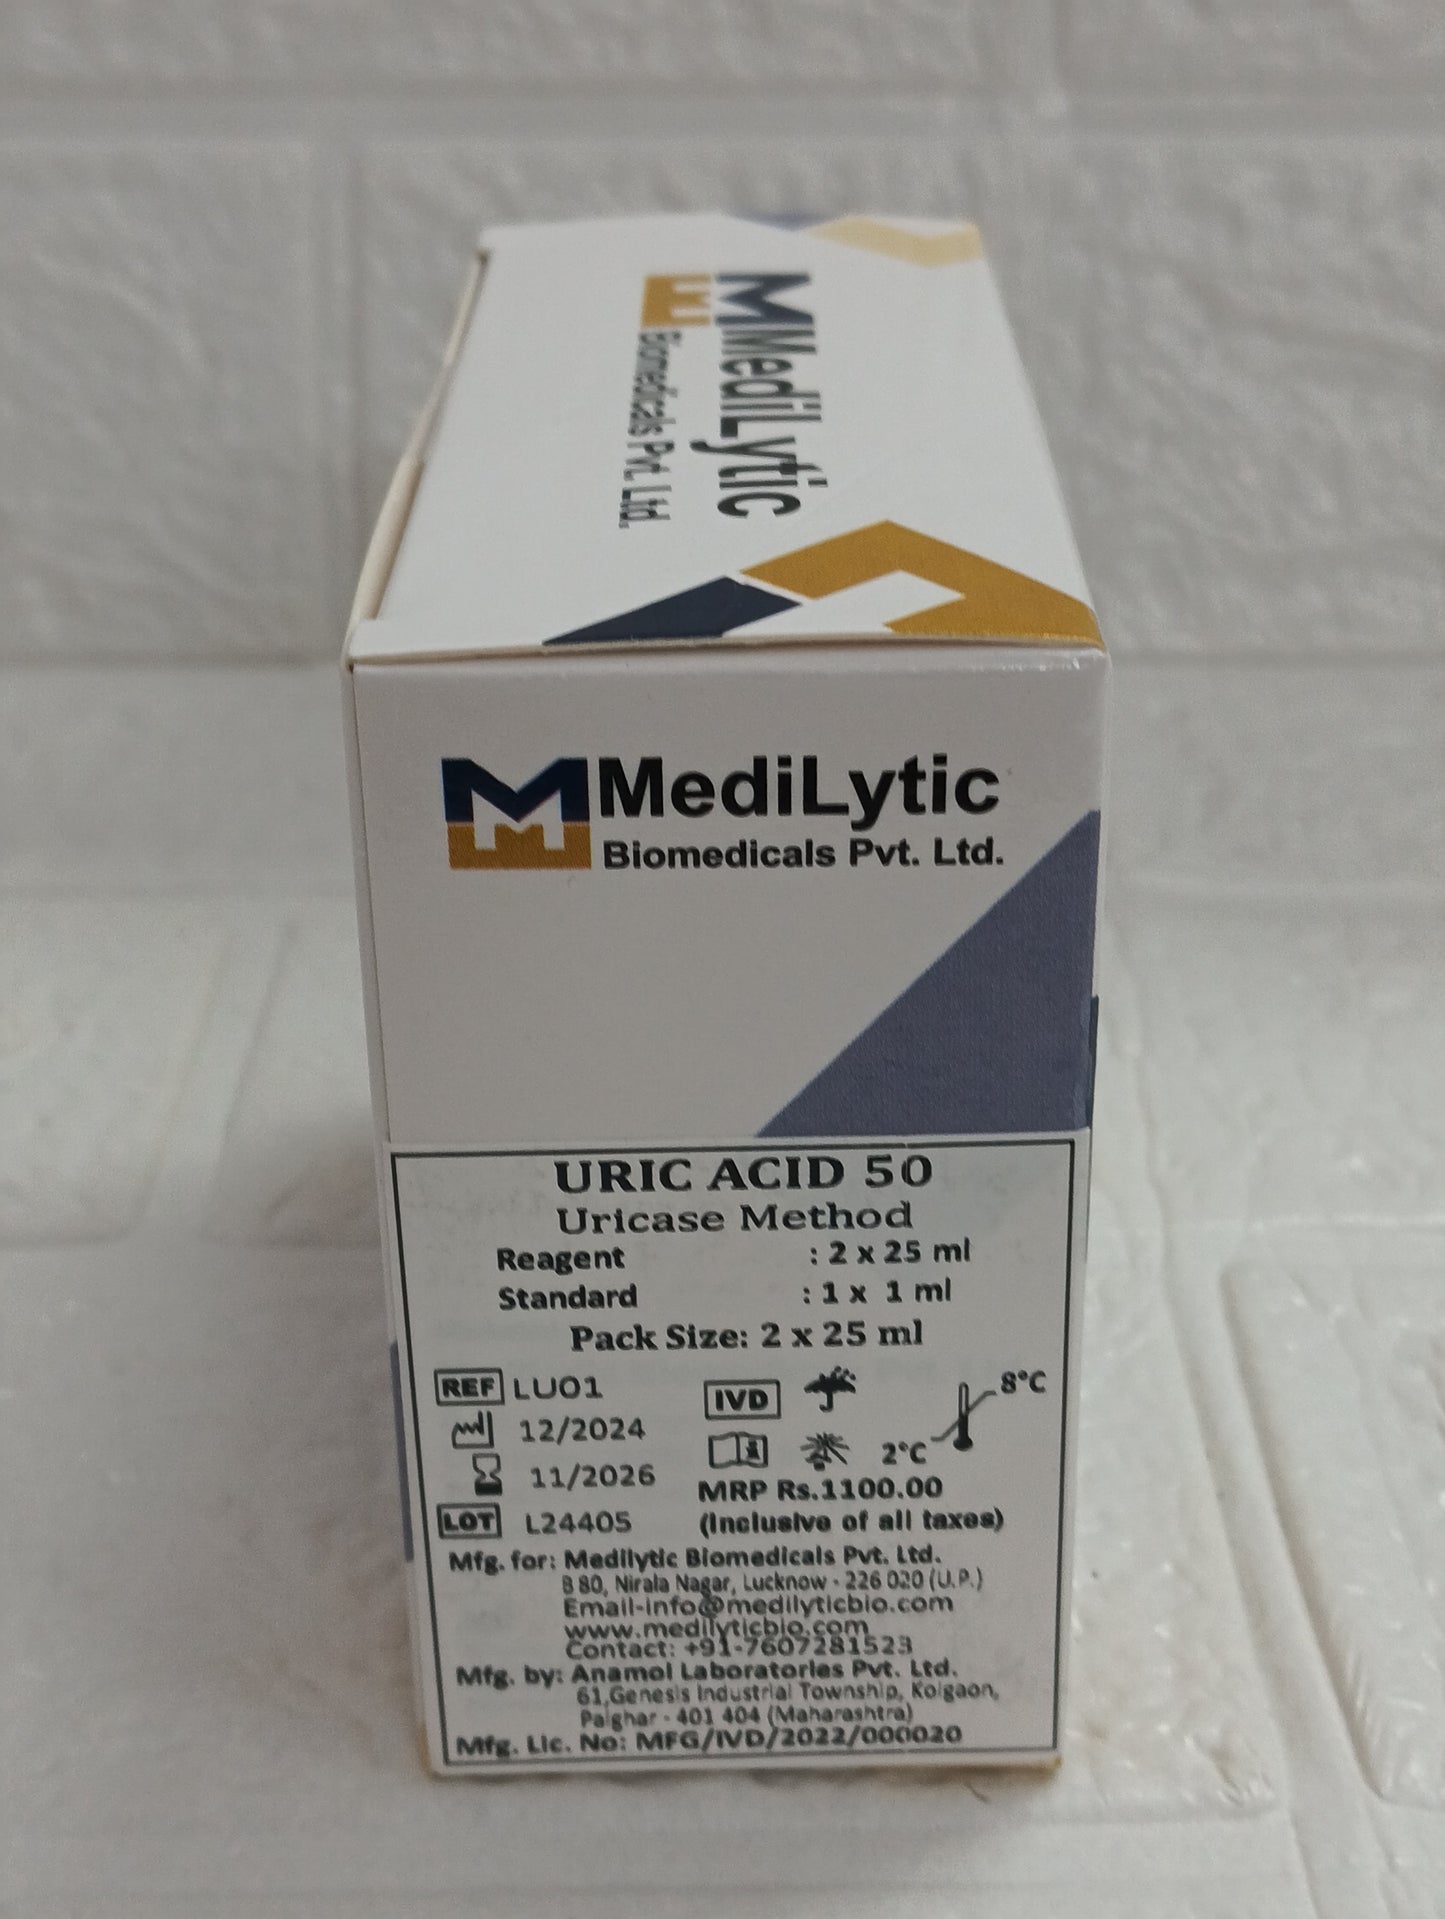 MediLytic
Biomedicals Pvt. Ltd.
MediLytic
Biomedicals Pvt. Ltd.
URIC ACID 50
Uricase Method
Reagent : 2 x 25 ml
Standard : 1 x 1 ml
Pack Size: 2 x 25 ml
REF LU01
12/2024
11/2026
LOT L24405
IVD
8°C
2°C
MRP Rs.1100.00
(Inclusive of all taxes)
Mfg. for: Medilytic Biomedicals Pvt. Ltd.
B 80, Nirala Nagar, Lucknow - 226 020 (U.P.)
Email-info@medilyticbio.com
www.medilyticbio.com
Contact: +91-7607281523
Mfg. by: Anamol Laboratories Pvt. Ltd.
61,Genesis Industrial Township, Kolgaon,
Palghar - 401 404 (Maharashtra)
Mfg. Lic. No: MFG/IVD/2022/000020